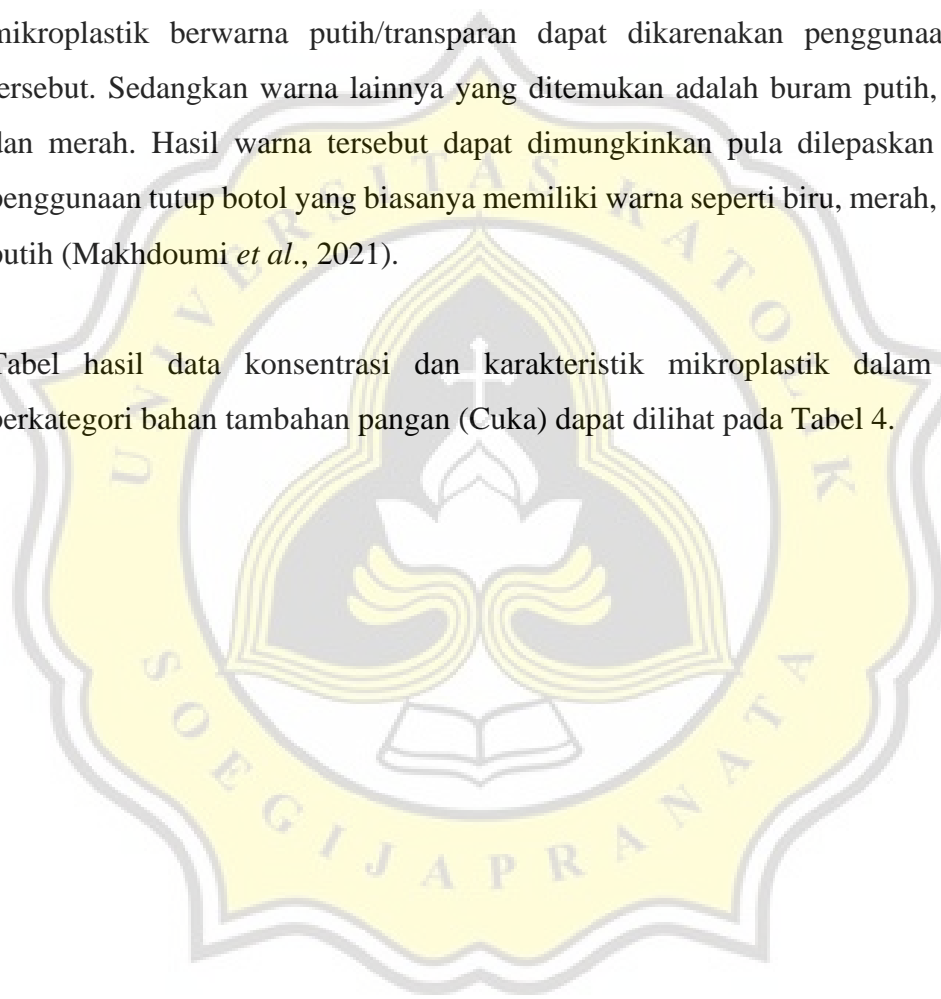 mikroplastik berwarna putih/transparan dapat dikarenakan penggunaa
tersebut. Sedangkan warna lainnya yang ditemukan adalah buram putih,
dan merah. Hasil warna tersebut dapat dimungkinkan pula dilepaskan
penggunaan tutup botol yang biasanya memiliki warna seperti biru, merah,
putih (Makhdoumi et al., 2021).
Tabel hasil data konsentrasi dan karakteristik mikroplastik dalam
berkategori bahan tambahan pangan (Cuka) dapat dilihat pada Tabel 4.
UNIVERSITAS KATOLIK
SOEGIJAPRANATA